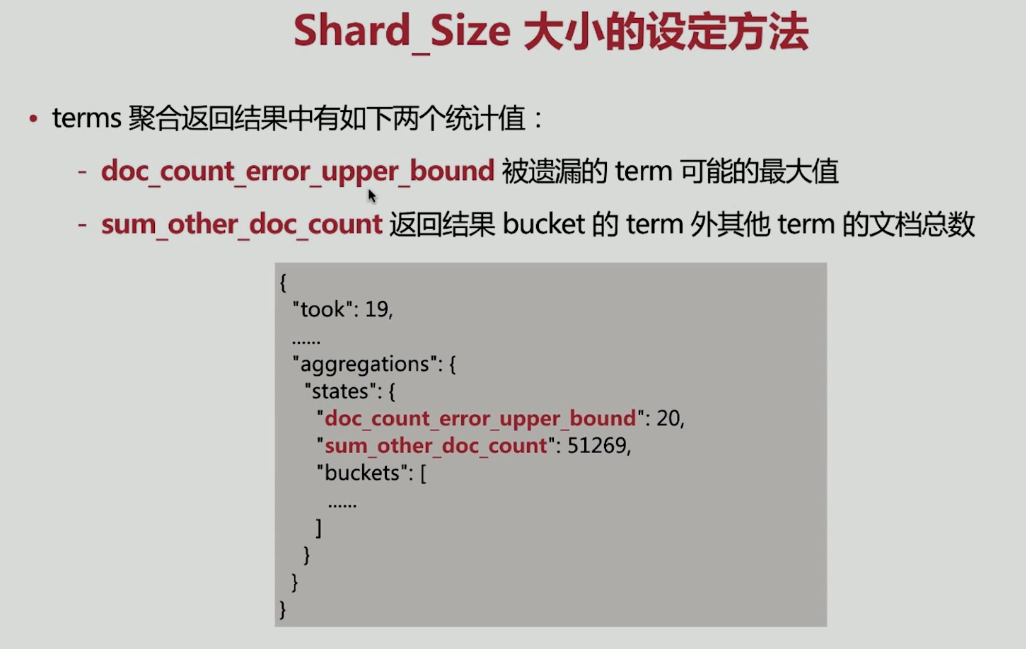 Shard_Size 大小的设定方法
• terms 聚合返回结果中有如下两个统计值：
- doc_count_error_upper_bound 被遗漏的 term 可能的最大值
- sum_other_doc_count 返回结果 bucket 的 term 外其他 term 的文档总数
{
"took": 19,
......
"aggregations": {
"states": {
"doc_count_error_upper_bound": 20,
"sum_other_doc_count": 51269,
"buckets": [
......
]
}
}
}